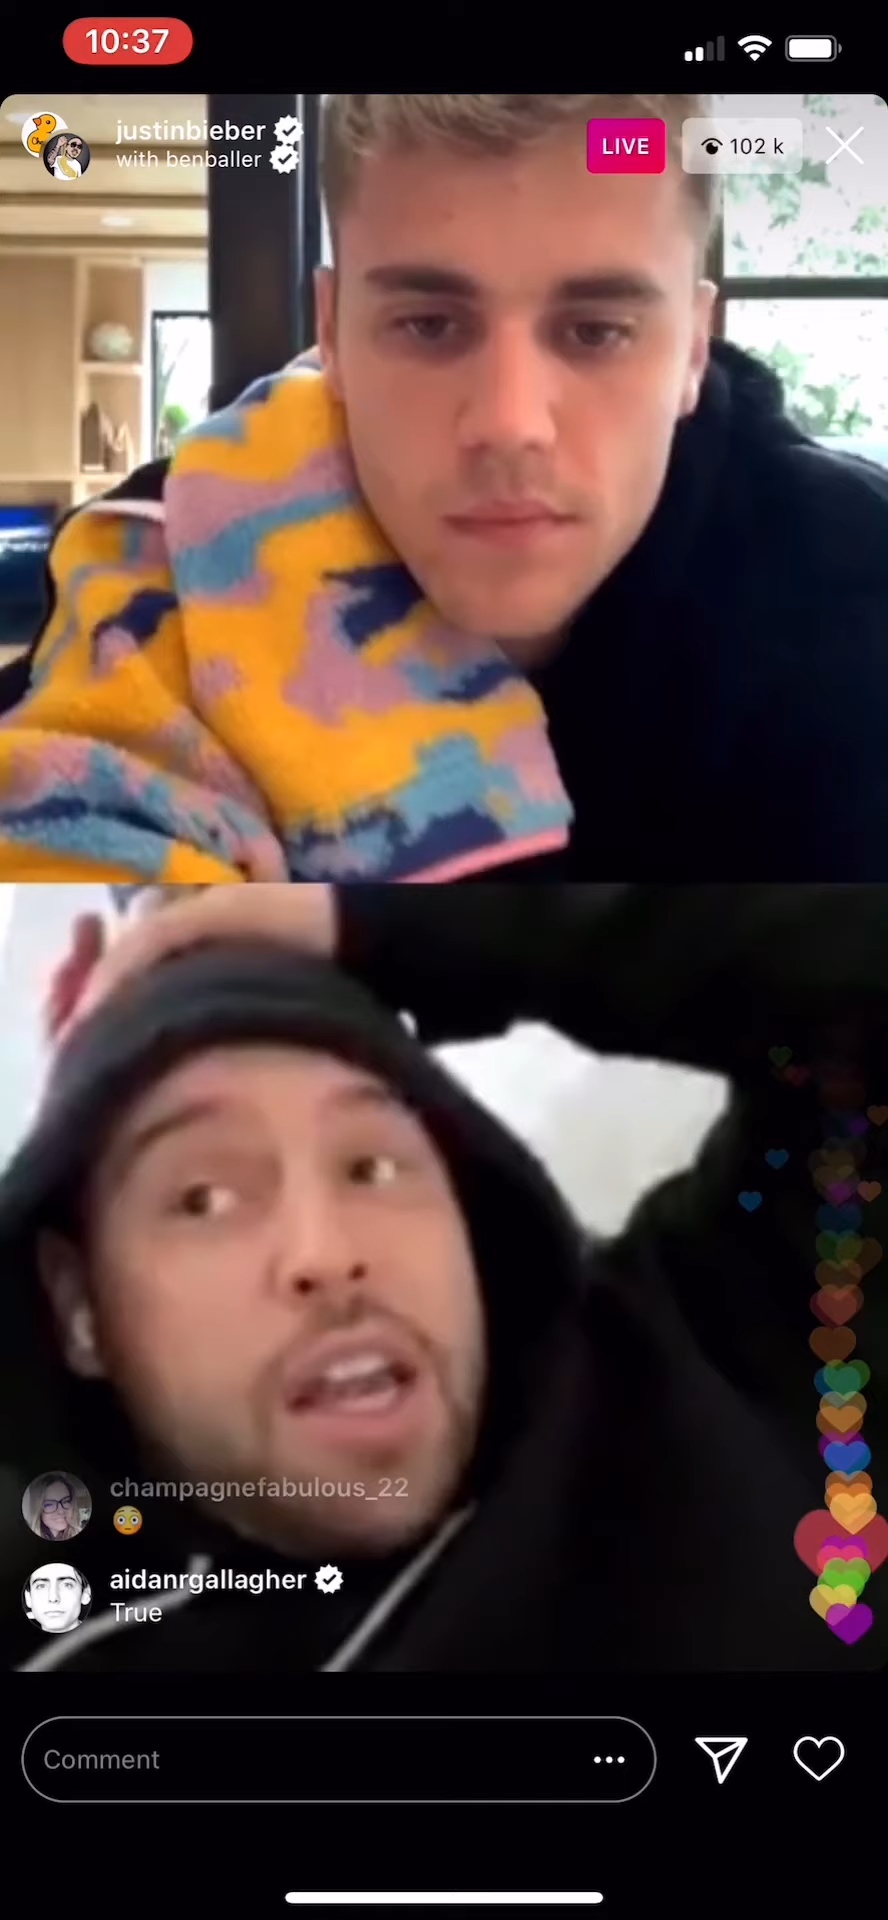 10:37
justinbieber
with benballer
LIVE
102 k
champagnefabulous_22
aidanrgallagher
True
Comment